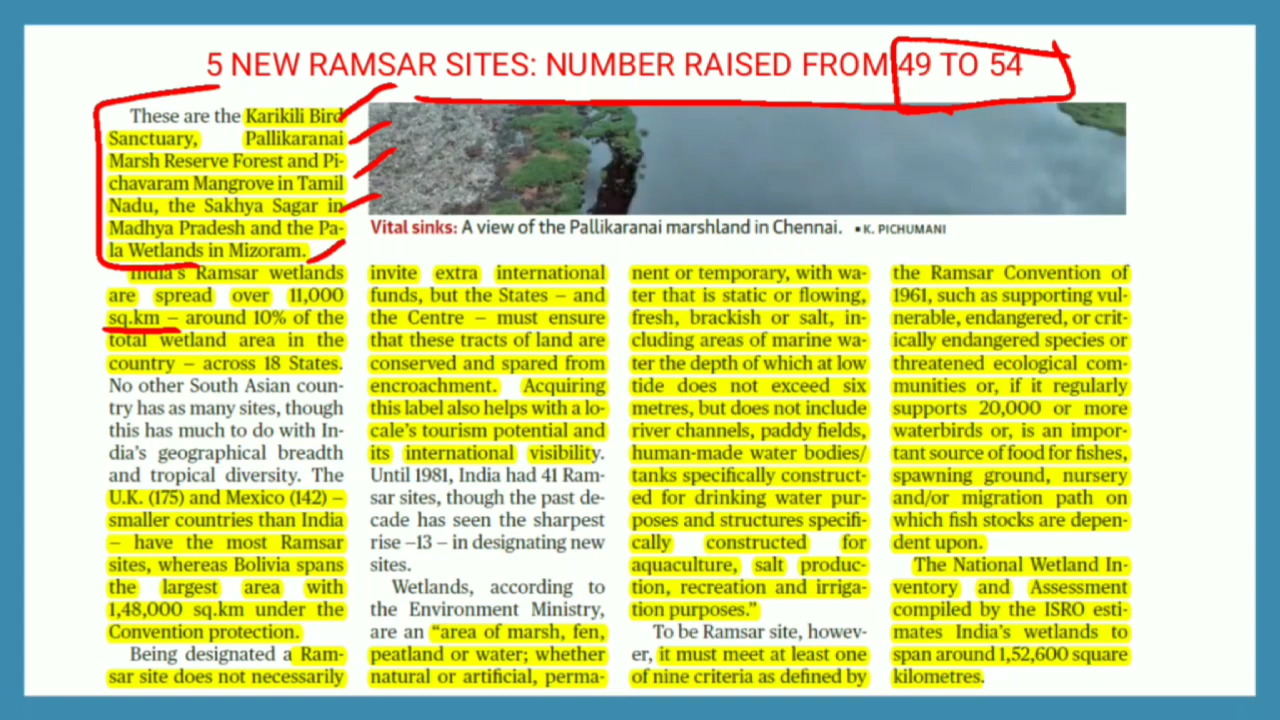 5 NEW RAMSAR SITES: NUMBER RAISED FROM 49 TO 54
These are the Karikili Bird
Sanctuary, Pallikaranai
Marsh Reserve Forest and Pi-
chavaram Mangrove in Tamil
Nadu, the Sakhya Sagar in
Madhya Pradesh and the Pa-
la Wetlands in Mizoram.
India's Ramsar wetlands
are spread over 11,000
sq.km – around 10% of the
total wetland area in the
country – across 18 States.
No other South Asian coun-
try has as many sites, though
this has much to do with In-
dia's geographical breadth
and tropical diversity. The
U.K. (175) and Mexico (142) –
smaller countries than India
– have the most Ramsar
sites, whereas Bolivia spans
the largest area with
1,48,000 sq.km under the
Convention protection.
Being designated a Ram-
sar site does not necessarily
Vital sinks: A view of the Pallikaranai marshland in Chennai. ▪ K. PICHUMANI
invite extra international
funds, but the States – and
the Centre – must ensure
that these tracts of land are
conserved and spared from
encroachment. Acquiring
this label also helps with a lo-
cale's tourism potential and
its international visibility.
Until 1981, India had 41 Ram-
sar sites, though the past de-
cade has seen the sharpest
rise –13 – in designating new
sites.
Wetlands, according to
the Environment Ministry,
are an “area of marsh, fen,
peatland or water; whether
natural or artificial, perma-
nent or temporary, with wa-
ter that is static or flowing,
fresh, brackish or salt, in-
cluding areas of marine wa-
ter the depth of which at low
tide does not exceed six
metres, but does not include
river channels, paddy fields,
human-made water bodies/
tanks specifically construct-
ed for drinking water pur-
poses and structures specifi-
cally constructed for
aquaculture, salt produc-
tion, recreation and irriga-
tion purposes.”
To be Ramsar site, howev-
er, it must meet at least one
of nine criteria as defined by
the Ramsar Convention of
1961, such as supporting vul-
nerable, endangered, or crit-
ically endangered species or
threatened ecological com-
munities or, if it regularly
supports 20,000 or more
waterbirds or, is an impor-
tant source of food for fishes,
spawning ground, nursery
and/or migration path on
which fish stocks are depen-
dent upon.
The National Wetland In-
ventory and Assessment
compiled by the ISRO esti-
mates India's wetlands to
span around 1,52,600 square
kilometres.